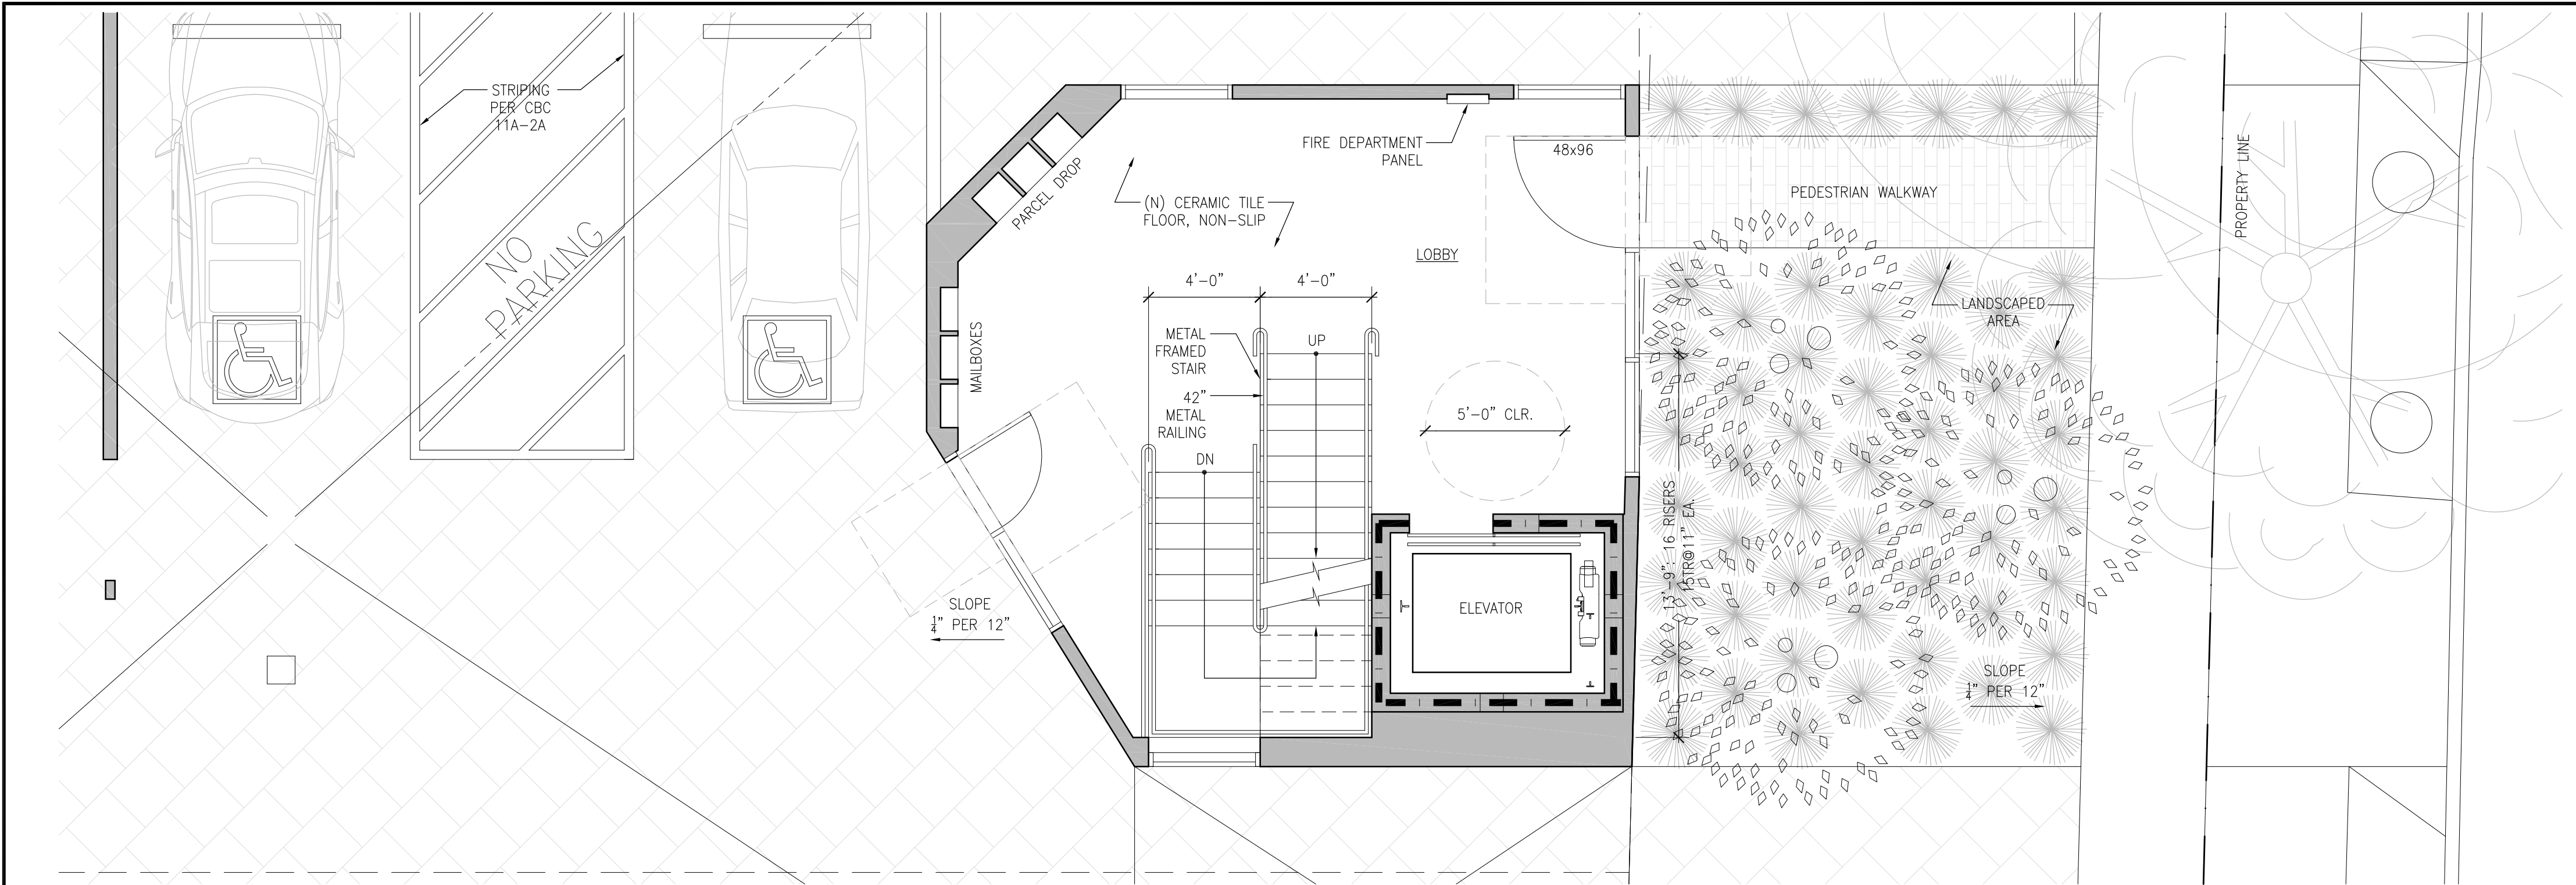 STRIPING
PER CBC
11A-2A
NO
PARKING
PARCEL DROP
(N) CERAMIC TILE
FLOOR, NON-SLIP
FIRE DEPARTMENT
PANEL
48x96
LOBBY
PEDESTRIAN WALKWAY
PROPERTY LINE
LANDSCAPED
AREA
4'-0"
4'-0"
METAL
FRAMED
STAIR
42"
METAL
RAILING
UP
DN
MAILBOXES
5'-0" CLR.
13'-9": 16 RISERS
15TR@11" EA.
ELEVATOR
SLOPE
1/4" PER 12"
SLOPE
1/4" PER 12"